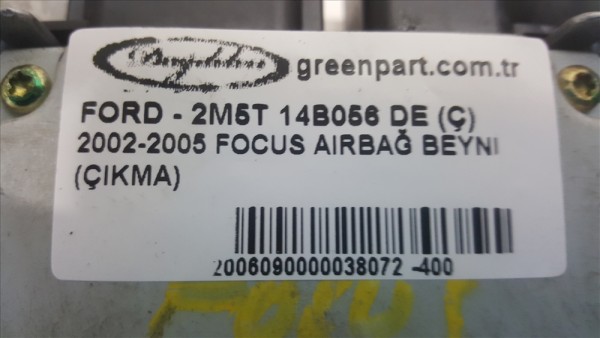 greenpart.com.tr
FORD - 2M5T 14B056 DE (Ç)
2002-2005 FOCUS AIRBAĞ BEYNİ
(ÇIKMA)
2006090000038072 -400